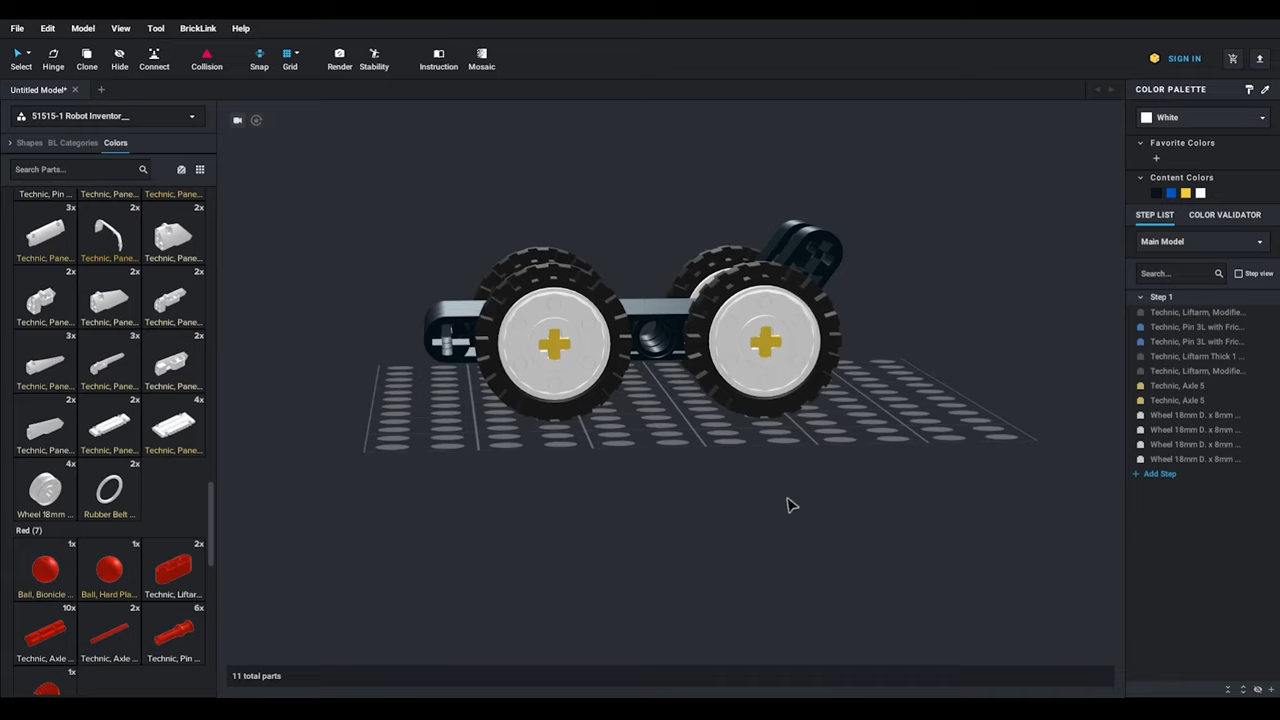 File Edit Model View Tool BrickLink Help
Select Hinge Clone Hide Connect Collision Snap Grid Render Stability Instruction Mosaic SIGN IN
Untitled Model* COLOR PALETTE
51515-1 Robot Inventor__ White
Shapes BL Categories Colors Favorite Colors
Search Parts...
Content Colors
Technic, Pin ... Technic, Pane... Technic, Pane...
3x 2x 2x
Technic, Pane... Technic, Pane... Technic, Pane...
2x 2x 2x
Technic, Pane... Technic, Pane... Technic, Pane...
3x 3x 2x
Technic, Pane... Technic, Pane... Technic, Pane...
2x 2x 4x
Technic, Pane... Technic, Pane... Technic, Pane...
4x 2x
Wheel 18mm ... Rubber Belt ...
Red (7)
1x 1x 2x
Ball, Bionicle ... Ball, Hard Pla... Technic, Liftar...
10x 2x 6x
Technic, Axle ... Technic, Axle ... Technic, Pin ...
1x
STEP LIST COLOR VALIDATOR
Main Model
Search... Step view
Step 1
Technic, Liftarm, Modifie...
Technic, Pin 3L with Fric...
Technic, Pin 3L with Fric...
Technic, Liftarm Thick 1 ...
Technic, Liftarm, Modifie...
Technic, Axle 5
Technic, Axle 5
Wheel 18mm D. x 8mm ...
Wheel 18mm D. x 8mm ...
Wheel 18mm D. x 8mm ...
Wheel 18mm D. x 8mm ...
+ Add Step
11 total parts